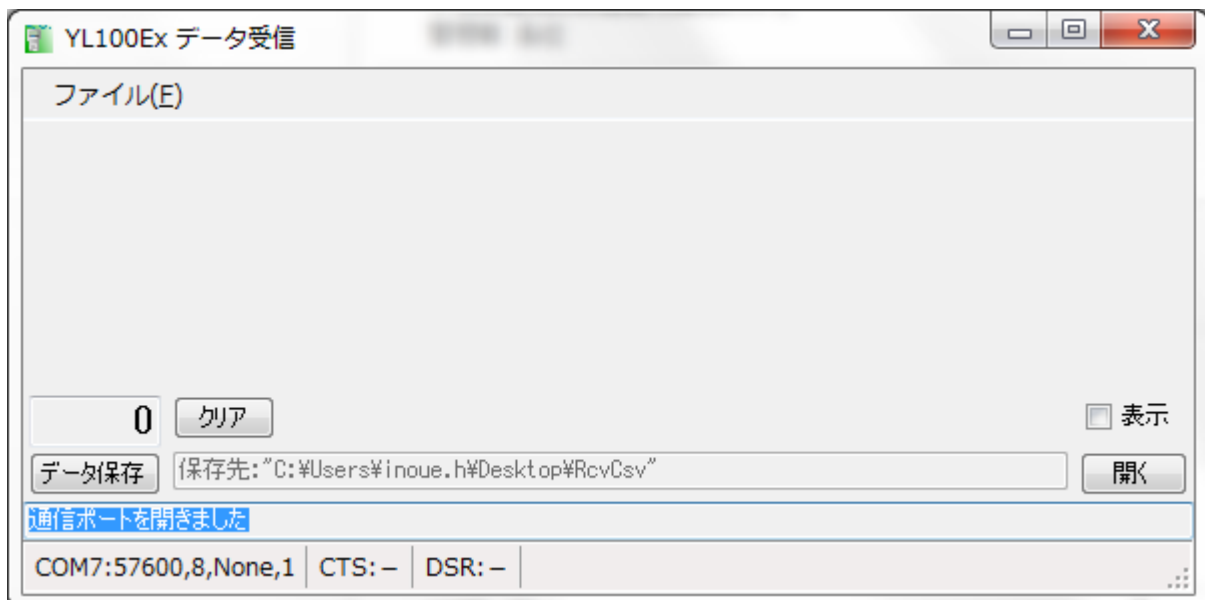 YL100Ex データ受信
ファイル(F)
0
クリア
表示
データ保存
保存先:"C:¥Users¥inoue.h¥Desktop¥RcvCsv"
開く
通信ポートを開きました
COM7:57600,8,None,1
CTS:−
DSR:−